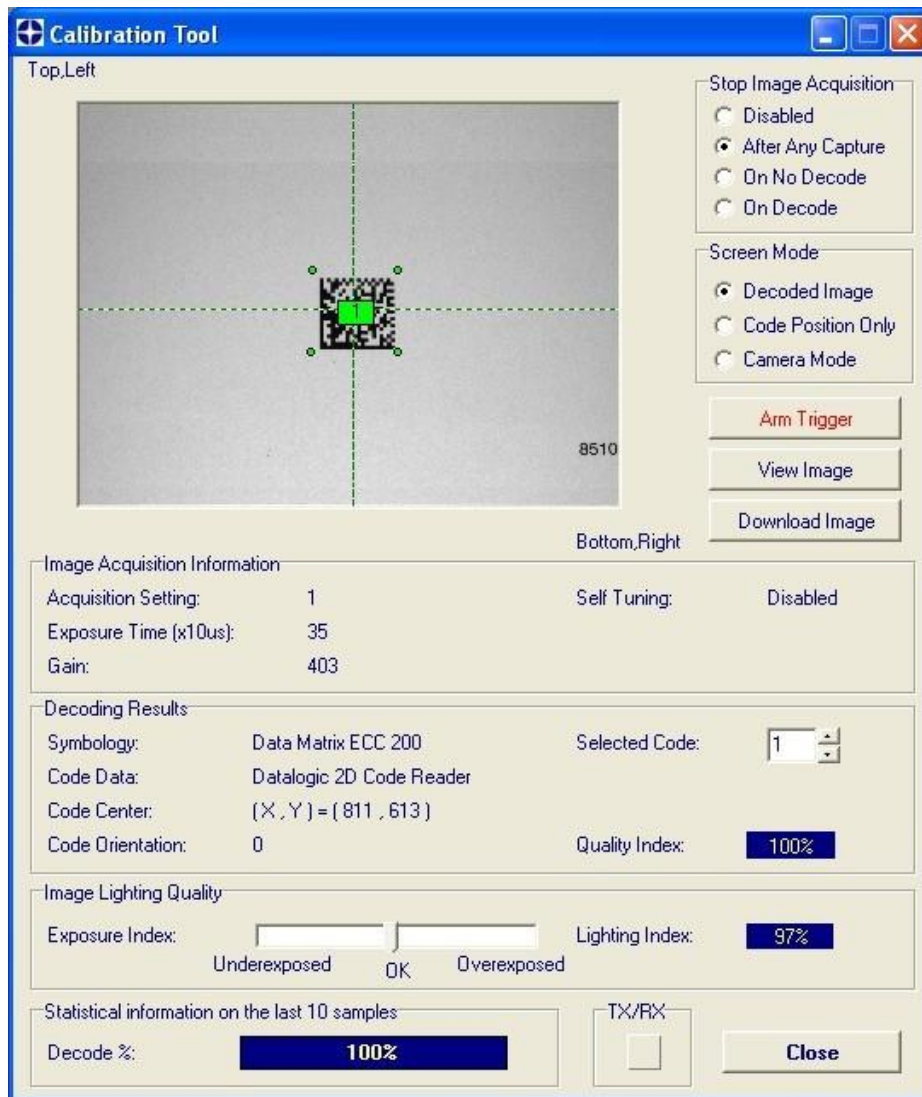 Calibration Tool
Top,Left
Stop Image Acquisition
Disabled
After Any Capture
On No Decode
On Decode
Screen Mode
Decoded Image
Code Position Only
Camera Mode
1
8510
Arm Trigger
View Image
Download Image
Bottom,Right
Image Acquisition Information
Acquisition Setting: 1 Self Tuning: Disabled
Exposure Time (x10us): 35
Gain: 403
Decoding Results
Symbology: Data Matrix ECC 200 Selected Code: 1
Code Data: Datalogic 2D Code Reader
Code Center: ( X , Y ) = ( 811 , 613 )
Code Orientation: 0 Quality Index: 100%
Image Lighting Quality
Exposure Index: Lighting Index: 97%
Underexposed OK Overexposed
Statistical information on the last 10 samples TX/RX
Decode %: 100% Close